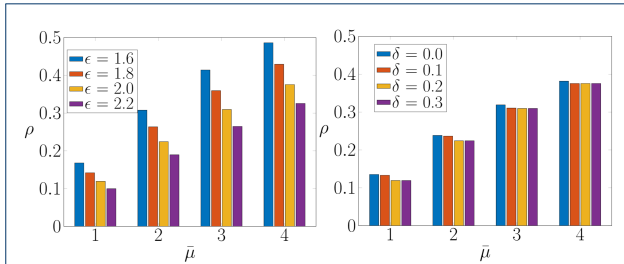 0.5
0.4
0.3
0.2
0.1
0
ρ
ϵ = 1.6
ϵ = 1.8
ϵ = 2.0
ϵ = 2.2
1 2 3 4
μ̄
0.5
0.4
0.3
0.2
0.1
0
ρ
δ = 0.0
δ = 0.1
δ = 0.2
δ = 0.3
1 2 3 4
μ̄